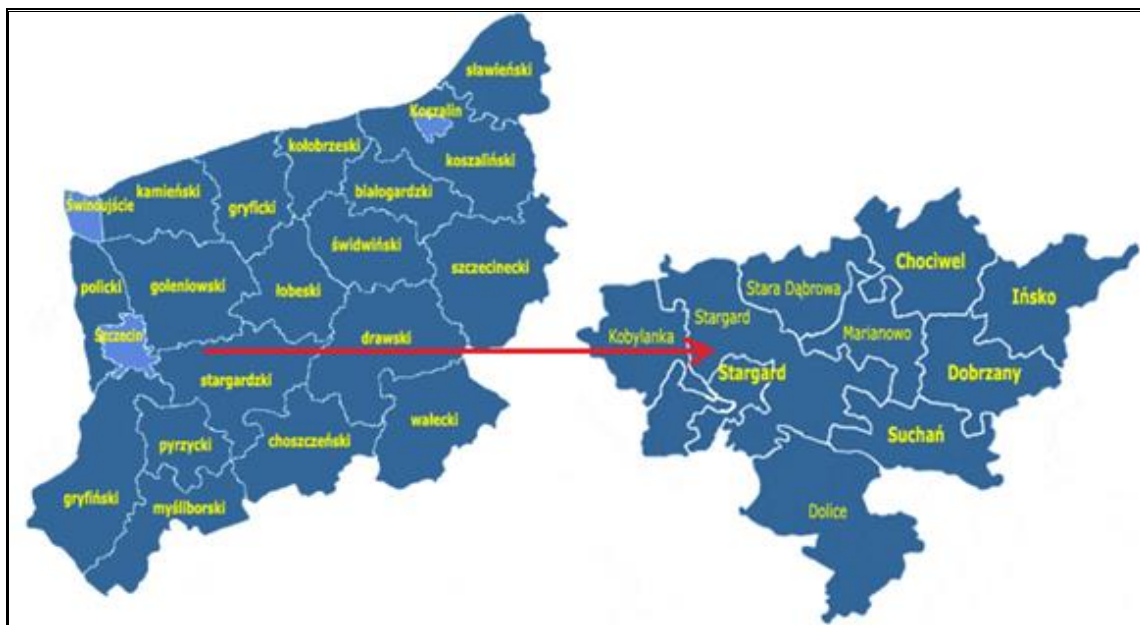 sławieński
Koszalin
kołobrzeski
koszaliński
kamieński
białogardzki
Świnoujście
gryficki
świdwiński
szczecinecki
policki
goleniowski
łobeski
Szczecin
drawski
stargardzki
wałecki
choszczeński
pyrzycki
gryfiński
myśliborski
Chociwel
Stara Dąbrowa
Ińsko
Stargard
Kobylanka
Marianowo
Stargard
Dobrzany
Suchań
Dolice